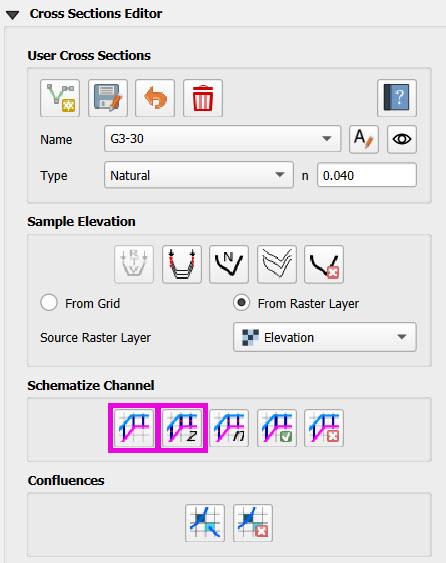 Cross Sections Editor
User Cross Sections
?
Name G3-30 A
Type Natural n 0.040
Sample Elevation
R T V N
From Grid From Raster Layer
Source Raster Layer Elevation
Schematize Channel
z n
Confluences